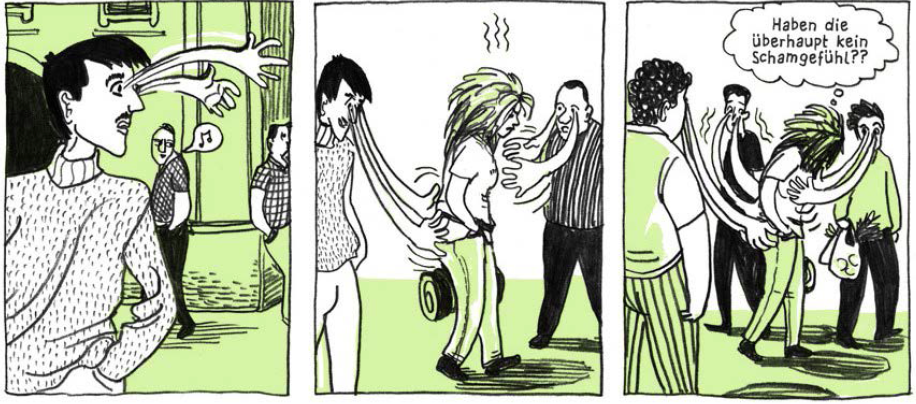 Haben die
überhaupt kein
Schamgefühl??